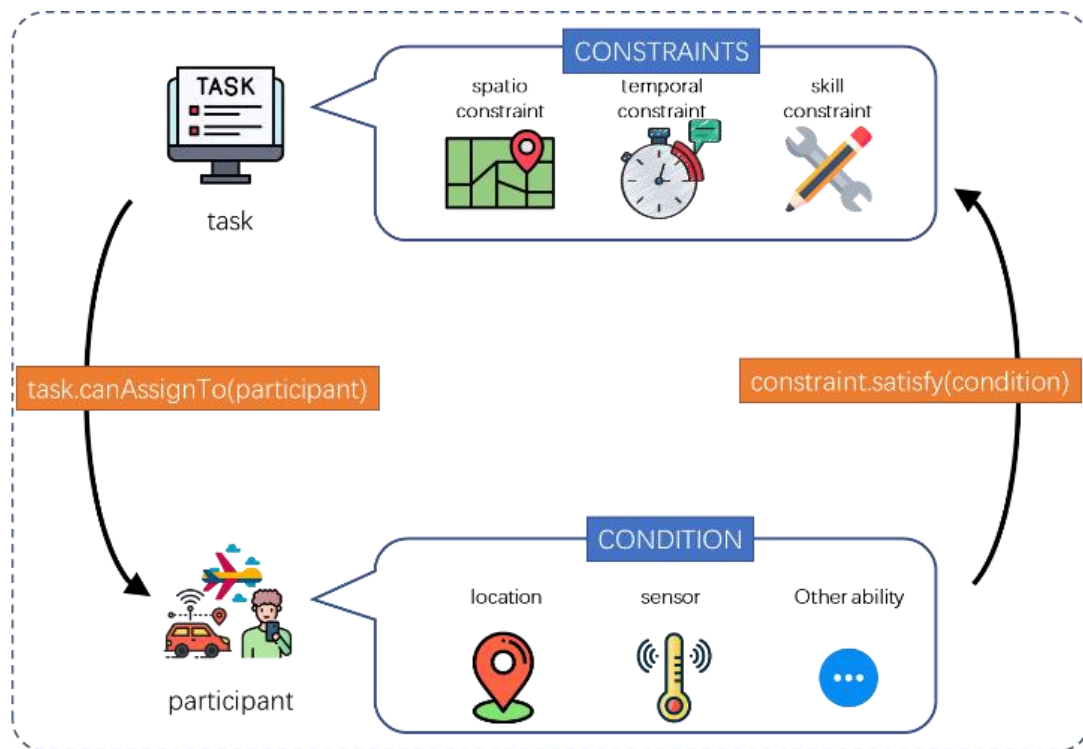 CONSTRAINTS
TASK
spatio
constraint
temporal
constraint
skill
constraint
task
task.canAssignTo(participant)
constraint.satisfy(condition)
CONDITION
location
sensor
Other ability
participant